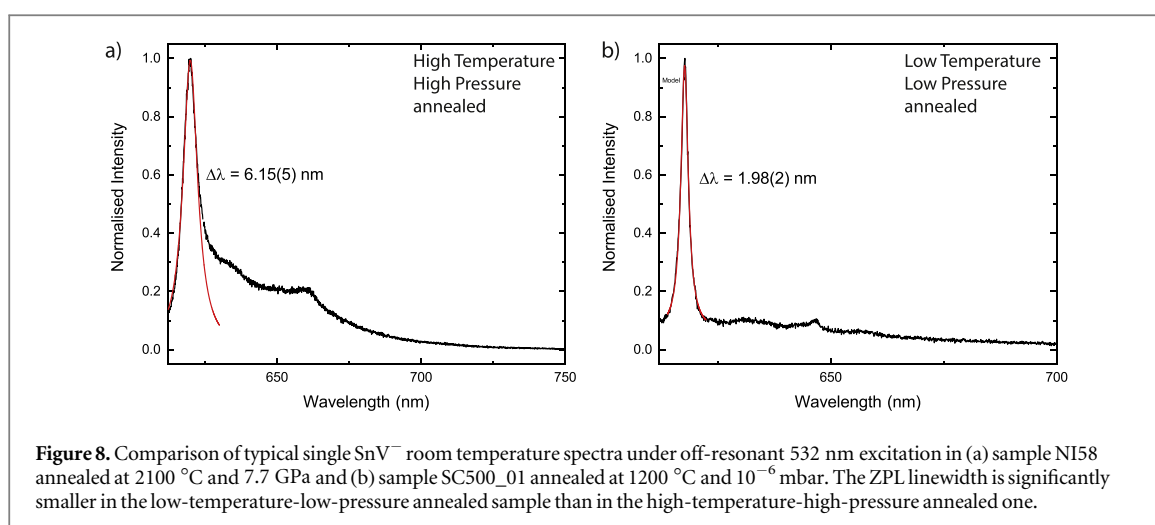 a)
High Temperature
High Pressure
annealed
Δλ = 6.15(5) nm
1.0
0.8
0.6
0.4
0.2
0.0
Normalised Intensity
650
700
750
Wavelength (nm)
b)
Low Temperature
Low Pressure
annealed
Model
Δλ = 1.98(2) nm
1.0
0.8
0.6
0.4
0.2
0.0
Normalised Intensity
650
700
Wavelength (nm)
Figure 8. Comparison of typical single SnV⁻ room temperature spectra under off-resonant 532 nm excitation in (a) sample NI58
annealed at 2100 °C and 7.7 GPa and (b) sample SC500_01 annealed at 1200 °C and 10⁻⁶ mbar. The ZPL linewidth is significantly
smaller in the low-temperature-low-pressure annealed sample than in the high-temperature-high-pressure annealed one.